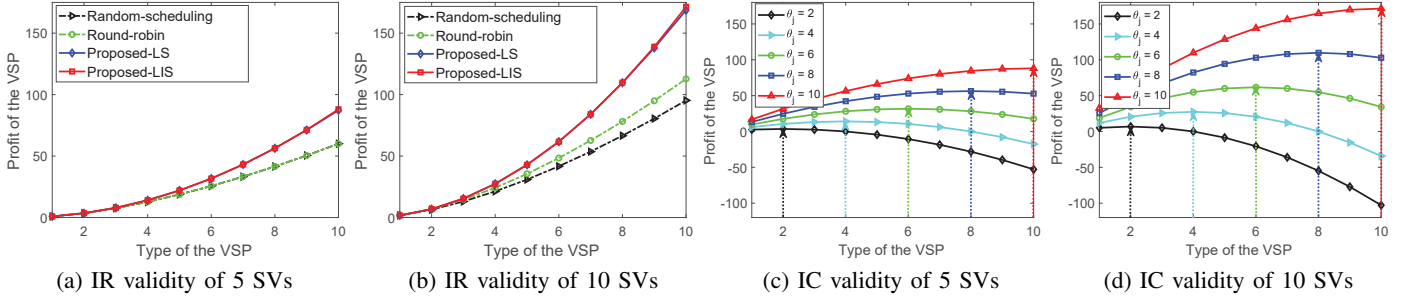 Profit of the VSP
175
150
100
50
0
Random-scheduling
Round-robin
Proposed-LS
Proposed-LIS
2 4 6 8 10
Type of the VSP
(a) IR validity of 5 SVs
Profit of the VSP
175
150
100
50
0
Random-scheduling
Round-robin
Proposed-LS
Proposed-LIS
2 4 6 8 10
Type of the VSP
(b) IR validity of 10 SVs
Profit of the VSP
150
100
50
0
-50
-100
θj = 2
θj = 4
θj = 6
θj = 8
θj = 10
2 4 6 8 10
Type of the VSP
(c) IC validity of 5 SVs
Profit of the VSP
150
100
50
0
-50
-100
θj = 2
θj = 4
θj = 6
θj = 8
θj = 10
2 4 6 8 10
Type of the VSP
(d) IC validity of 10 SVs